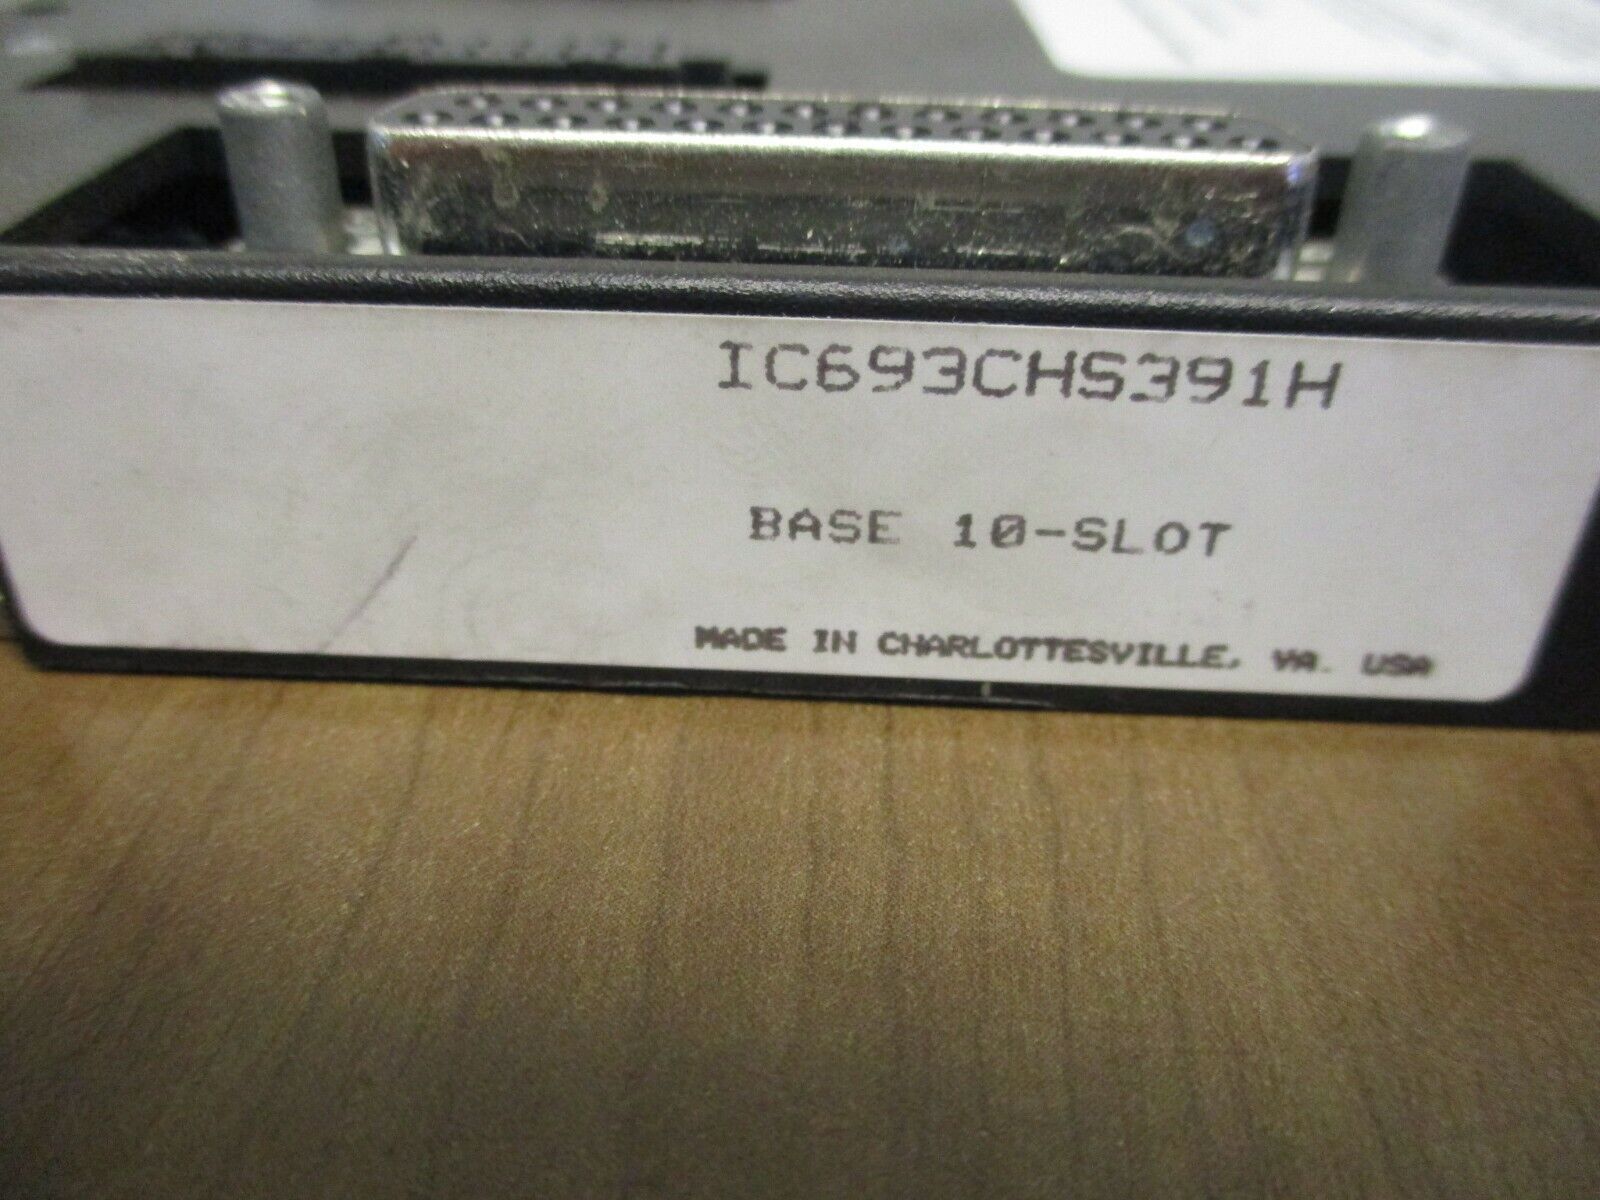 IC693CHS391H
BASE 10-SLOT
MADE IN CHARLOTTESVILLE, VA. USA